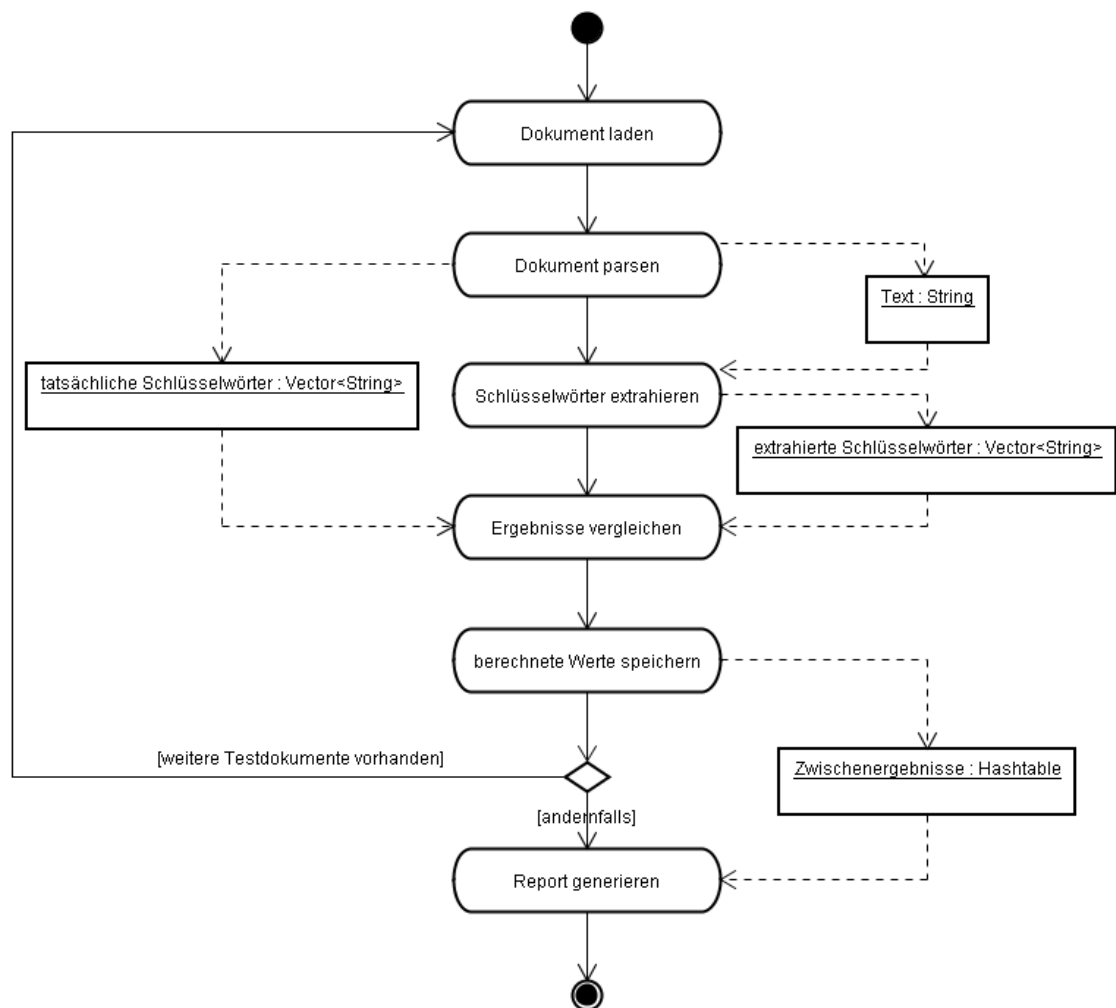 Dokument laden
Dokument parsen
Text : String
tatsächliche Schlüsselwörter : Vector<String>
Schlüsselwörter extrahieren
extrahierte Schlüsselwörter : Vector<String>
Ergebnisse vergleichen
berechnete Werte speichern
[weitere Testdokumente vorhanden]
Zwischenergebnisse : Hashtable
[andernfalls]
Report generieren